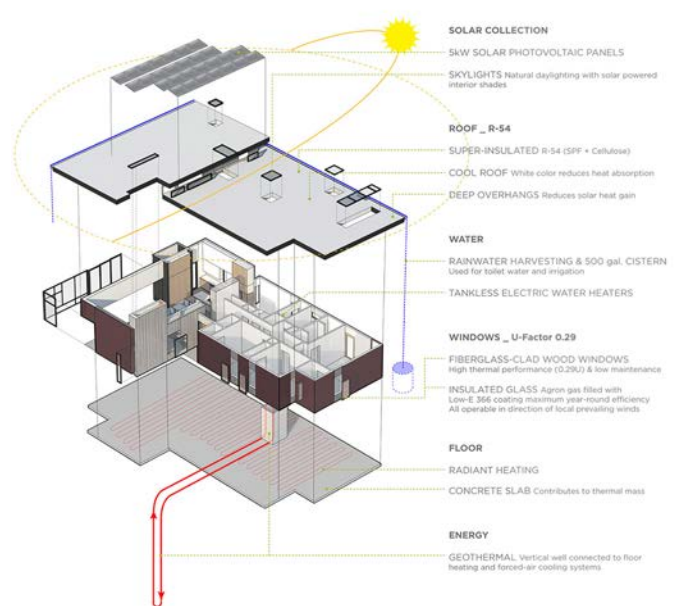 SOLAR COLLECTION
5kW SOLAR PHOTOVOLTAIC PANELS
SKYLIGHTS Natural daylighting with solar powered
interior shades
ROOF _ R-54
SUPER-INSULATED R-54 (SPF + Cellulose)
COOL ROOF White color reduces heat absorption
DEEP OVERHANGS Reduces solar heat gain
WATER
RAINWATER HARVESTING & 500 gal. CISTERN
Used for toilet water and irrigation
TANKLESS ELECTRIC WATER HEATERS
WINDOWS _ U-Factor 0.29
FIBERGLASS-CLAD WOOD WINDOWS
High thermal performance (0.29U) & low maintenance
INSULATED GLASS Agron gas filled with
Low-E 366 coating maximum year-round efficiency
All operable in direction of local prevailing winds
FLOOR
RADIANT HEATING
CONCRETE SLAB Contributes to thermal mass
ENERGY
GEOTHERMAL Vertical well connected to floor
heating and forced-air cooling systems